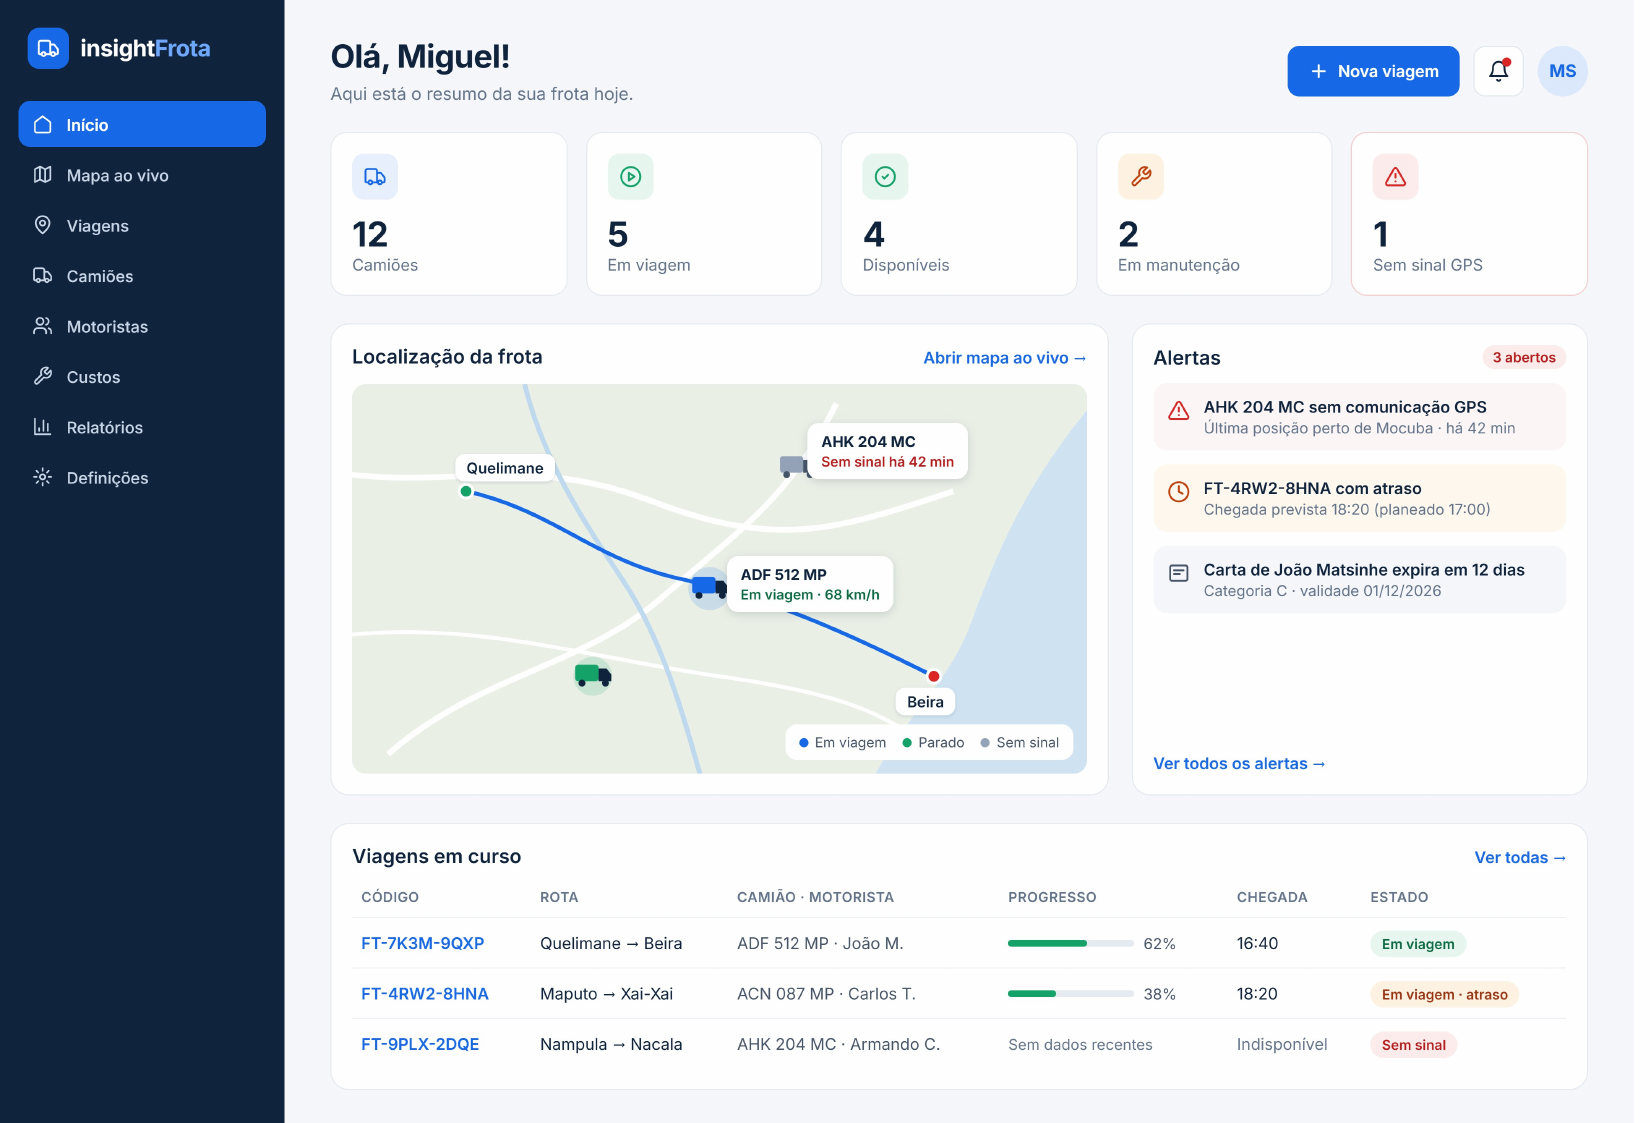 insightFrota
Início
Mapa ao vivo
Viagens
Camiões
Motoristas
Custos
Relatórios
Definições
Olá, Miguel!
Aqui está o resumo da sua frota hoje.
+ Nova viagem
MS
12
Camiões
5
Em viagem
4
Disponíveis
2
Em manutenção
1
Sem sinal GPS
Localização da frota
Abrir mapa ao vivo →
Quelimane
AHK 204 MC
Sem sinal há 42 min
ADF 512 MP
Em viagem · 68 km/h
Beira
Em viagem Parado Sem sinal
Alertas
3 abertos
AHK 204 MC sem comunicação GPS
Última posição perto de Mocuba · há 42 min
FT-4RW2-8HNA com atraso
Chegada prevista 18:20 (planeado 17:00)
Carta de João Matsinhe expira em 12 dias
Categoria C · validade 01/12/2026
Ver todos os alertas →
Viagens em curso
Ver todas →
CÓDIGO ROTA CAMIÃO · MOTORISTA PROGRESSO CHEGADA ESTADO
FT-7K3M-9QXP Quelimane → Beira ADF 512 MP · João M. 62% 16:40 Em viagem
FT-4RW2-8HNA Maputo → Xai-Xai ACN 087 MP · Carlos T. 38% 18:20 Em viagem · atraso
FT-9PLX-2DQE Nampula → Nacala AHK 204 MC · Armando C. Sem dados recentes Indisponível Sem sinal